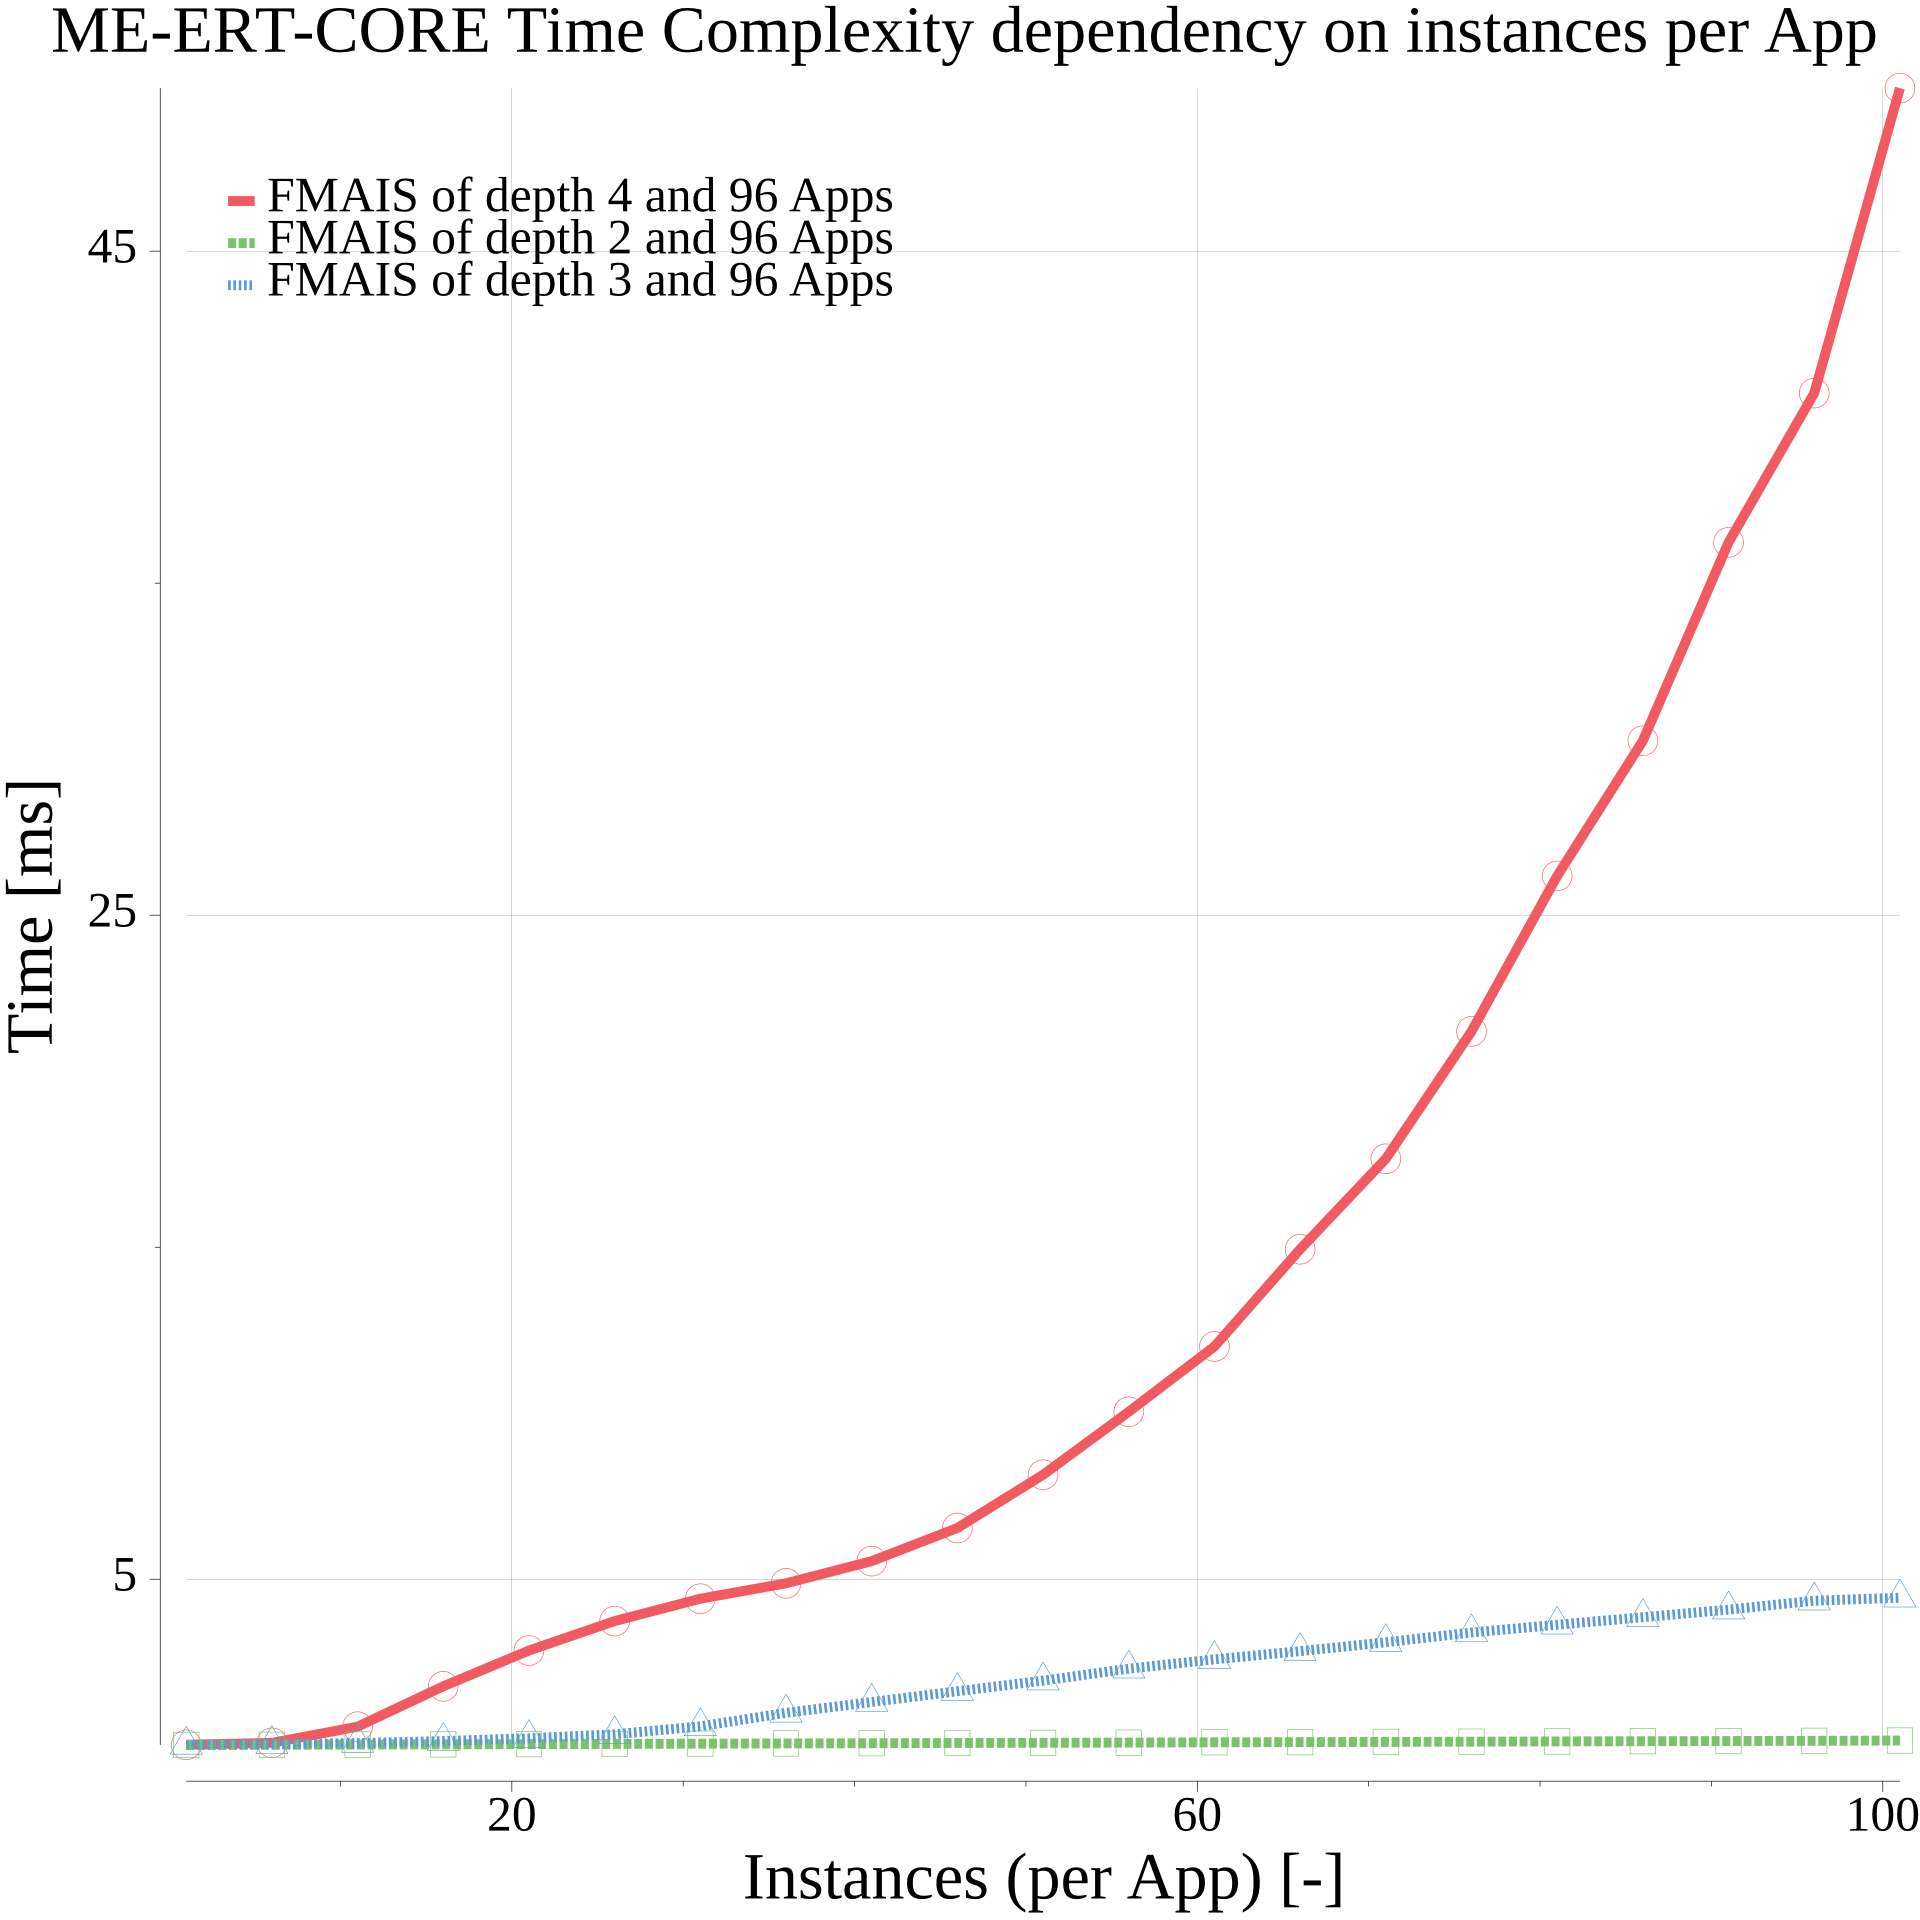 ME-ERT-CORE Time Complexity dependency on instances per App
FMAIS of depth 4 and 96 Apps
FMAIS of depth 2 and 96 Apps
FMAIS of depth 3 and 96 Apps
45
25
5
Time [ms]
20
60
100
Instances (per App) [-]